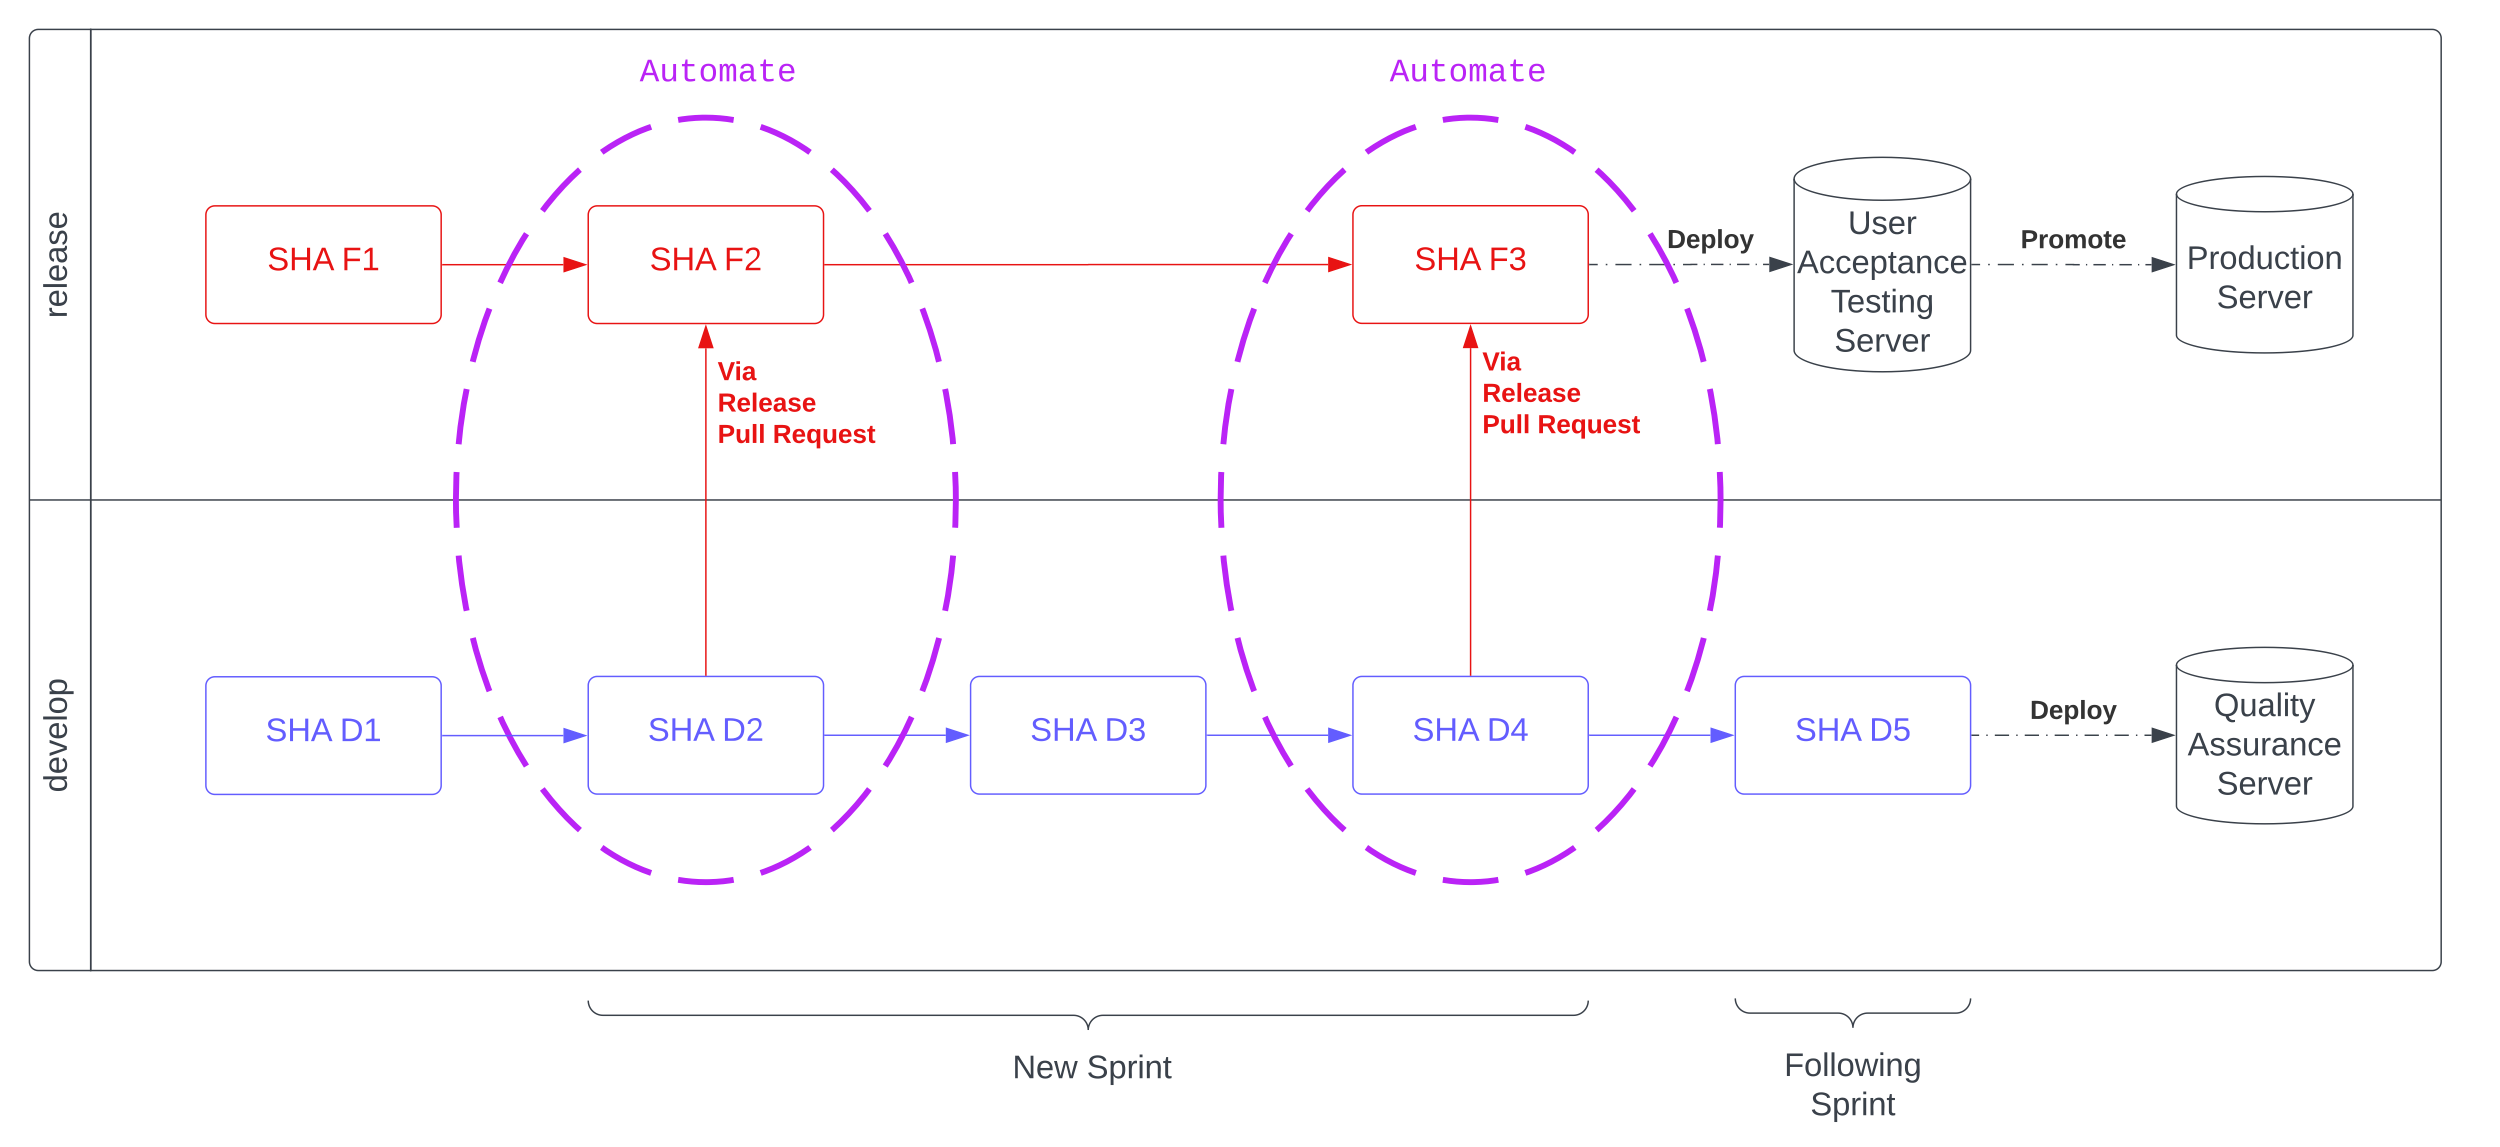 Automate
Automate
release
SHA F1
SHA F2
SHA F3
Deploy
User
Acceptance
Testing
Server
Promote
Production
Server
Via
Release
Pull Request
Via
Release
Pull Request
develop
SHA D1
SHA D2
SHA D3
SHA D4
SHA D5
Deploy
Quality
Assurance
Server
New Sprint
Following
Sprint